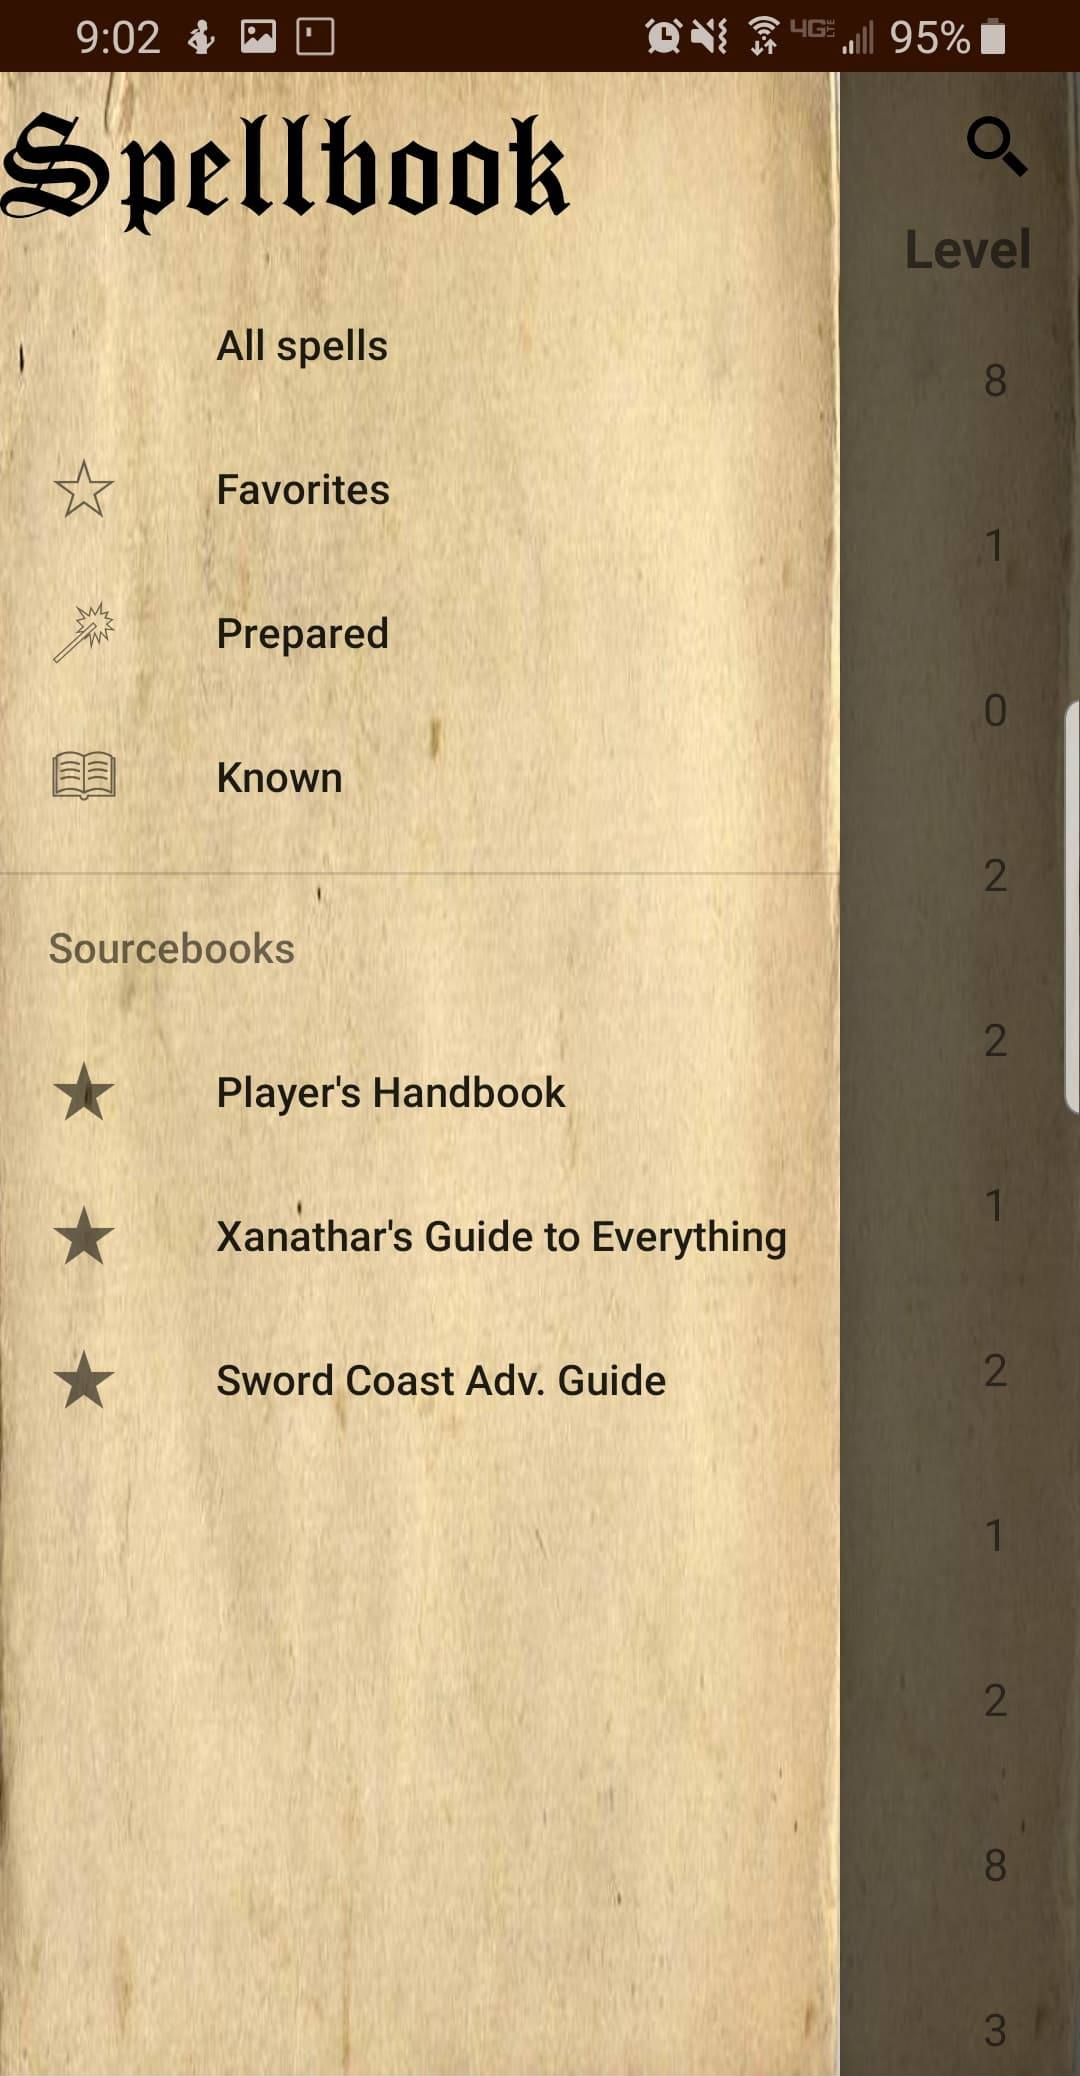 9:02 4G LTE 95%
Spellbook
Level
All spells
8
Favorites
1
Prepared
0
Known
2
Sourcebooks
2
Player's Handbook
1
Xanathar's Guide to Everything
2
Sword Coast Adv. Guide
1
2
8
3